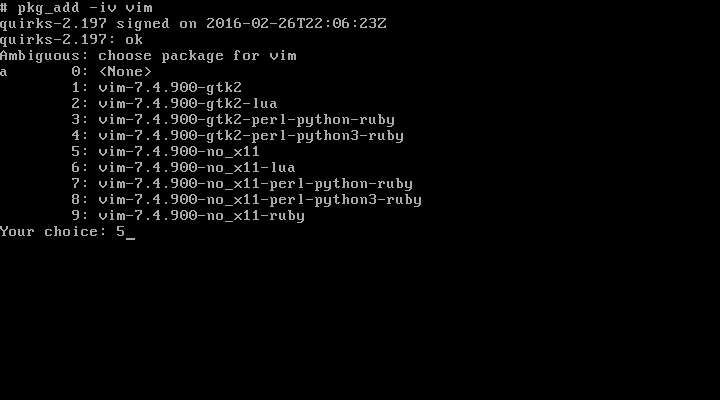 # pkg_add -iv vim
quirks-2.197 signed on 2016-02-26T22:06:23Z
quirks-2.197: ok
Ambiguous: choose package for vim
a       0: <None>
        1: vim-7.4.900-gtk2
        2: vim-7.4.900-gtk2-lua
        3: vim-7.4.900-gtk2-perl-python-ruby
        4: vim-7.4.900-gtk2-perl-python3-ruby
        5: vim-7.4.900-no_x11
        6: vim-7.4.900-no_x11-lua
        7: vim-7.4.900-no_x11-perl-python-ruby
        8: vim-7.4.900-no_x11-perl-python3-ruby
        9: vim-7.4.900-no_x11-ruby
Your choice: 5_